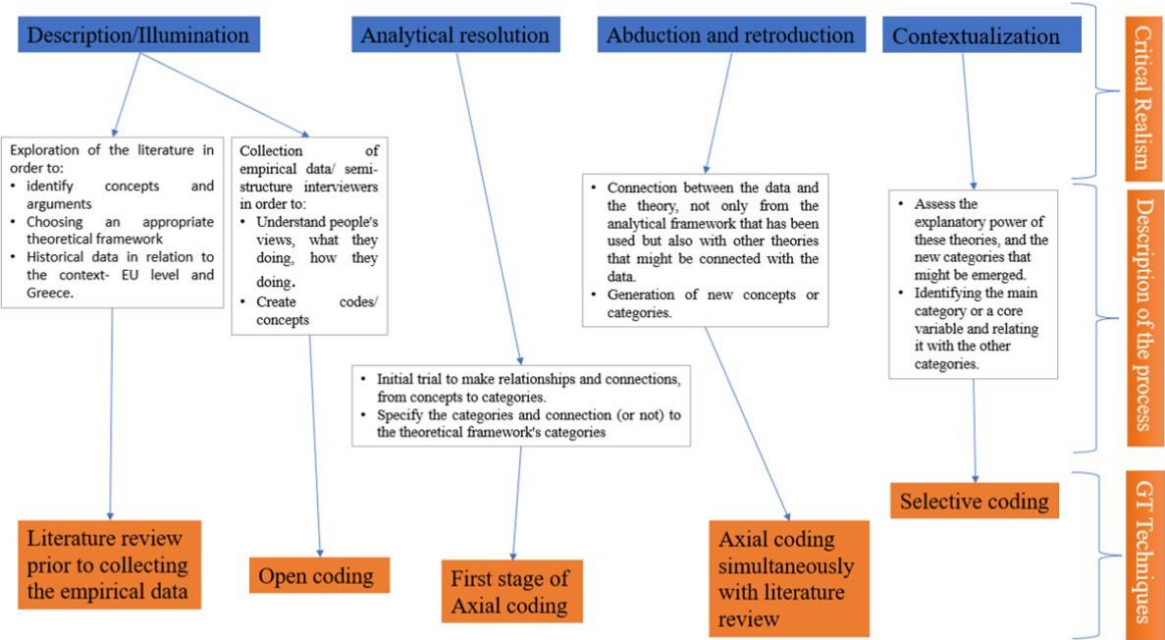 Description/Illumination
Analytical resolution
Abduction and retroduction
Contextualization
Critical Realism
Exploration of the literature in
order to:
• identify concepts and
arguments
• Choosing an appropriate
theoretical framework
• Historical data in relation to
the context- EU level and
Greece.
Collection of
empirical data/ semi-
structure interviewers
in order to:
• Understand people's
views, what they
doing, how they
doing.
• Create codes/
concepts
• Initial trial to make relationships and connections,
from concepts to categories.
• Specify the categories and connection (or not) to
the theoretical framework's categories
• Connection between the data and
the theory, not only from the
analytical framework that has been
used but also with other theories
that might be connected with the
data.
• Generation of new concepts or
categories.
• Assess the
explanatory power of
these theories, and the
new categories that
might be emerged.
• Identifying the main
category or a core
variable and relating
it with the other
categories.
Description of the process
Literature review
prior to collecting
the empirical data
Open coding
First stage of
Axial coding
Axial coding
simultaneously
with literature
review
Selective coding
GT Techniques